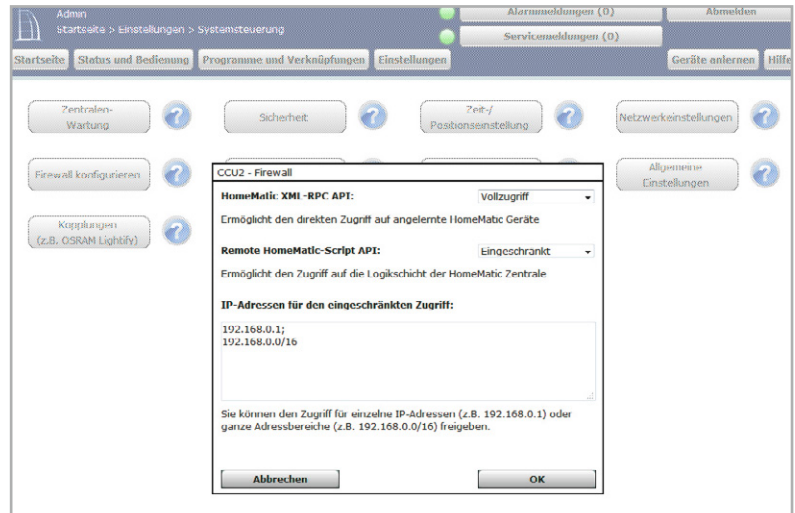 Admin
Startseite > Einstellungen > Systemsteuerung
Alarmmeldungen (0)
Abmelden
Servicemeldungen (0)
Startseite
Status und Bedienung
Programme und Verknüpfungen
Einstellungen
Geräte anlernen
Hilfe
Zentralen-
Wartung
Sicherheit
Zeit-/
Positionseinstellung
Netzwerkeinstellungen
Firewall konfigurieren
Allgemeine
Einstellungen
Kopplungen
(z.B. OSRAM Lightify)
CCU2 - Firewall
HomeMatic XML-RPC API:
Vollzugriff
Ermöglicht den direkten Zugriff auf angelernte HomeMatic Geräte
Remote HomeMatic-Script API:
Eingeschränkt
Ermöglicht den Zugriff auf die Logikschicht der HomeMatic Zentrale
IP-Adressen für den eingeschränkten Zugriff:
192.168.0.1;
192.168.0.0/16
Sie können den Zugriff für einzelne IP-Adressen (z.B. 192.168.0.1) oder
ganze Adressbereiche (z.B. 192.168.0.0/16) freigeben.
Abbrechen
OK